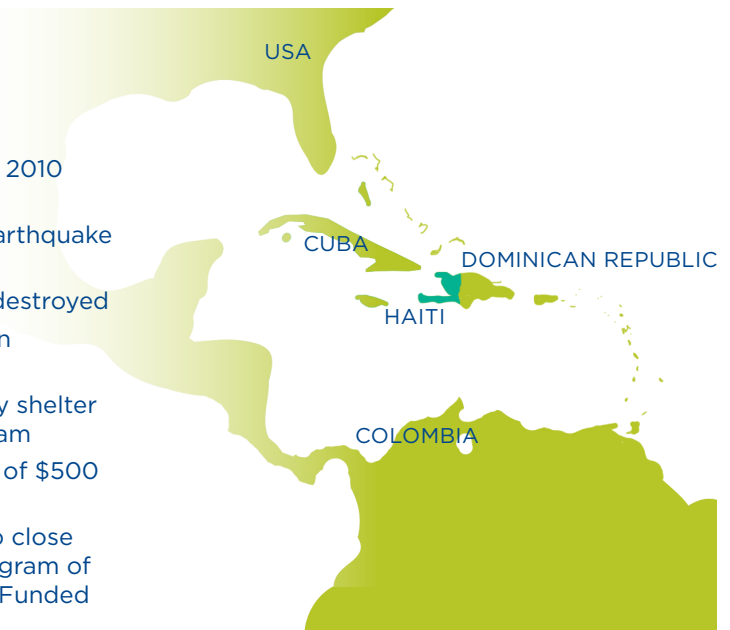 2010
arthquake
destroyed
n
y shelter
am
of $500
o close
gram of
Funded
USA
CUBA
DOMINICAN REPUBLIC
HAITI
COLOMBIA